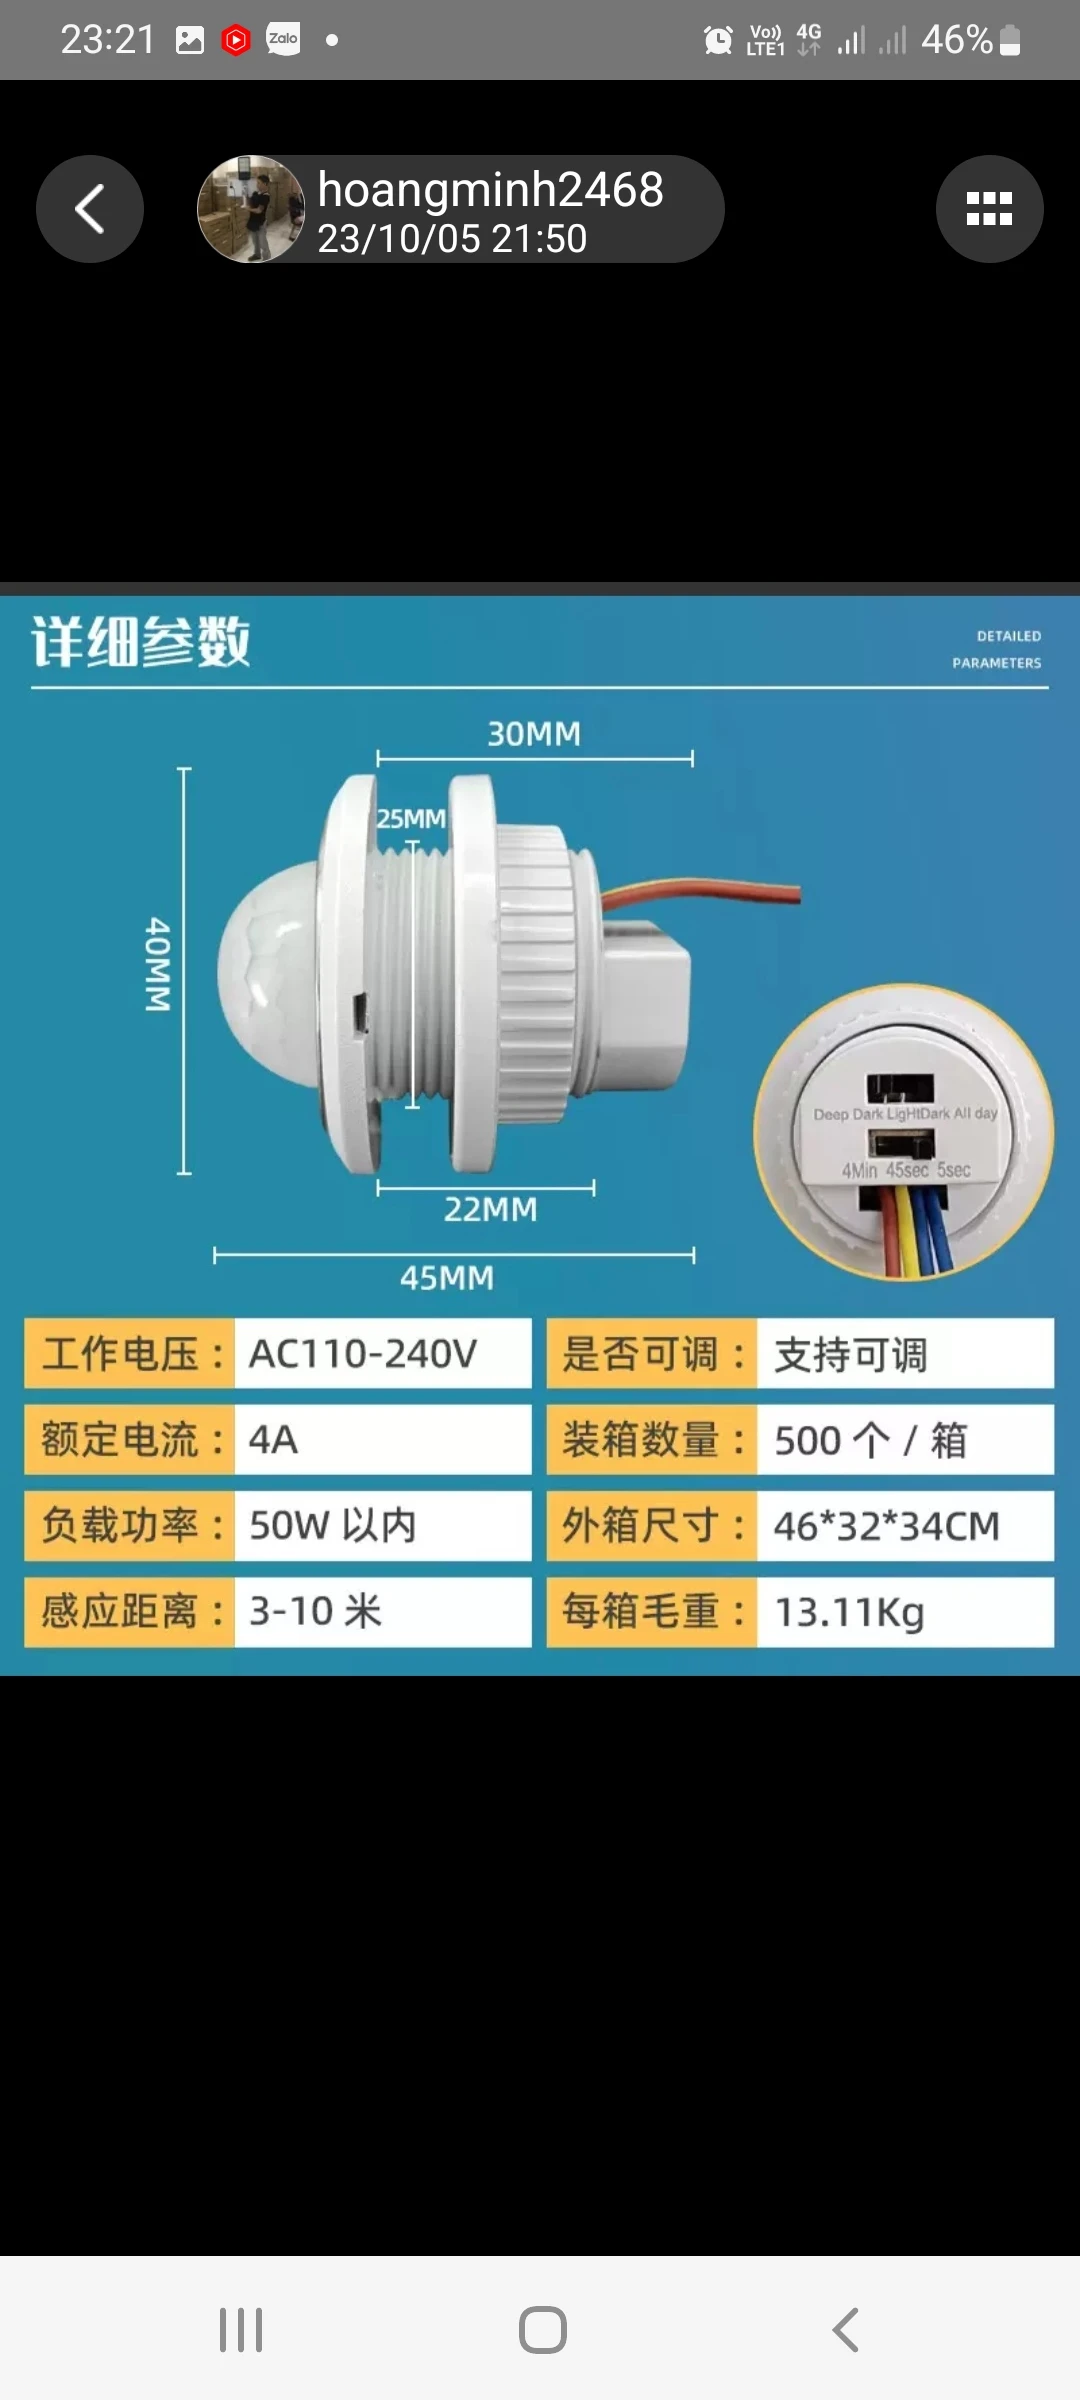 23:21 Zalo Vo)) LTE1 4G 46%
hoangminh2468
23/10/05 21:50
详细参数
DETAILED
PARAMETERS
30MM
25MM
40MM
22MM
45MM
Deep Dark LigHtDark All day
4Min 45sec 5sec
工作电压： AC110-240V
是否可调： 支持可调
额定电流： 4A
装箱数量： 500 个 / 箱
负载功率： 50W 以内
外箱尺寸： 46*32*34CM
感应距离： 3-10 米
每箱毛重： 13.11Kg